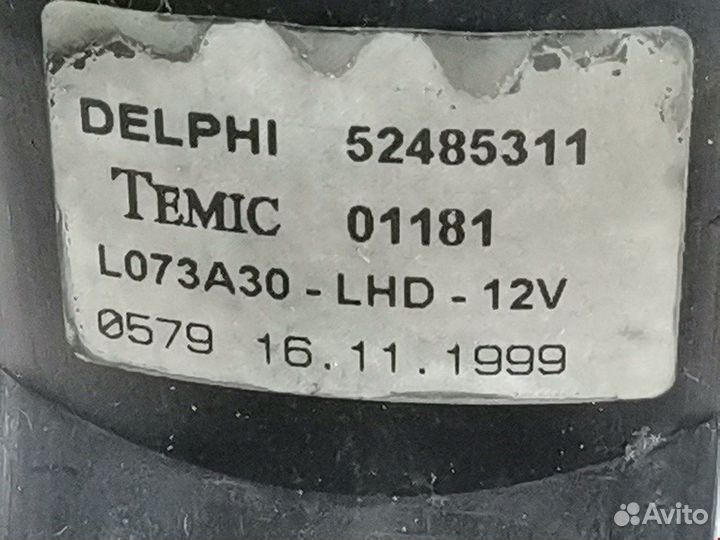 DELPHI 52485311
TEMIC 01181
L073A30 - LHD - 12V
0579 16.11.1999
Avito